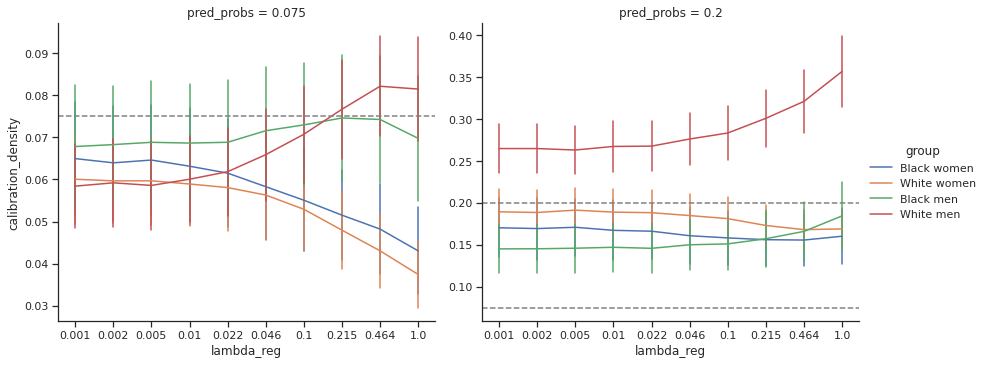 pred_probs = 0.075
pred_probs = 0.2
calibration_density
0.09
0.08
0.07
0.06
0.05
0.04
0.03
0.40
0.35
0.30
0.25
0.20
0.15
0.10
0.001 0.002 0.005 0.01 0.022 0.046 0.1 0.215 0.464 1.0
lambda_reg
0.001 0.002 0.005 0.01 0.022 0.046 0.1 0.215 0.464 1.0
lambda_reg
group
Black women
White women
Black men
White men